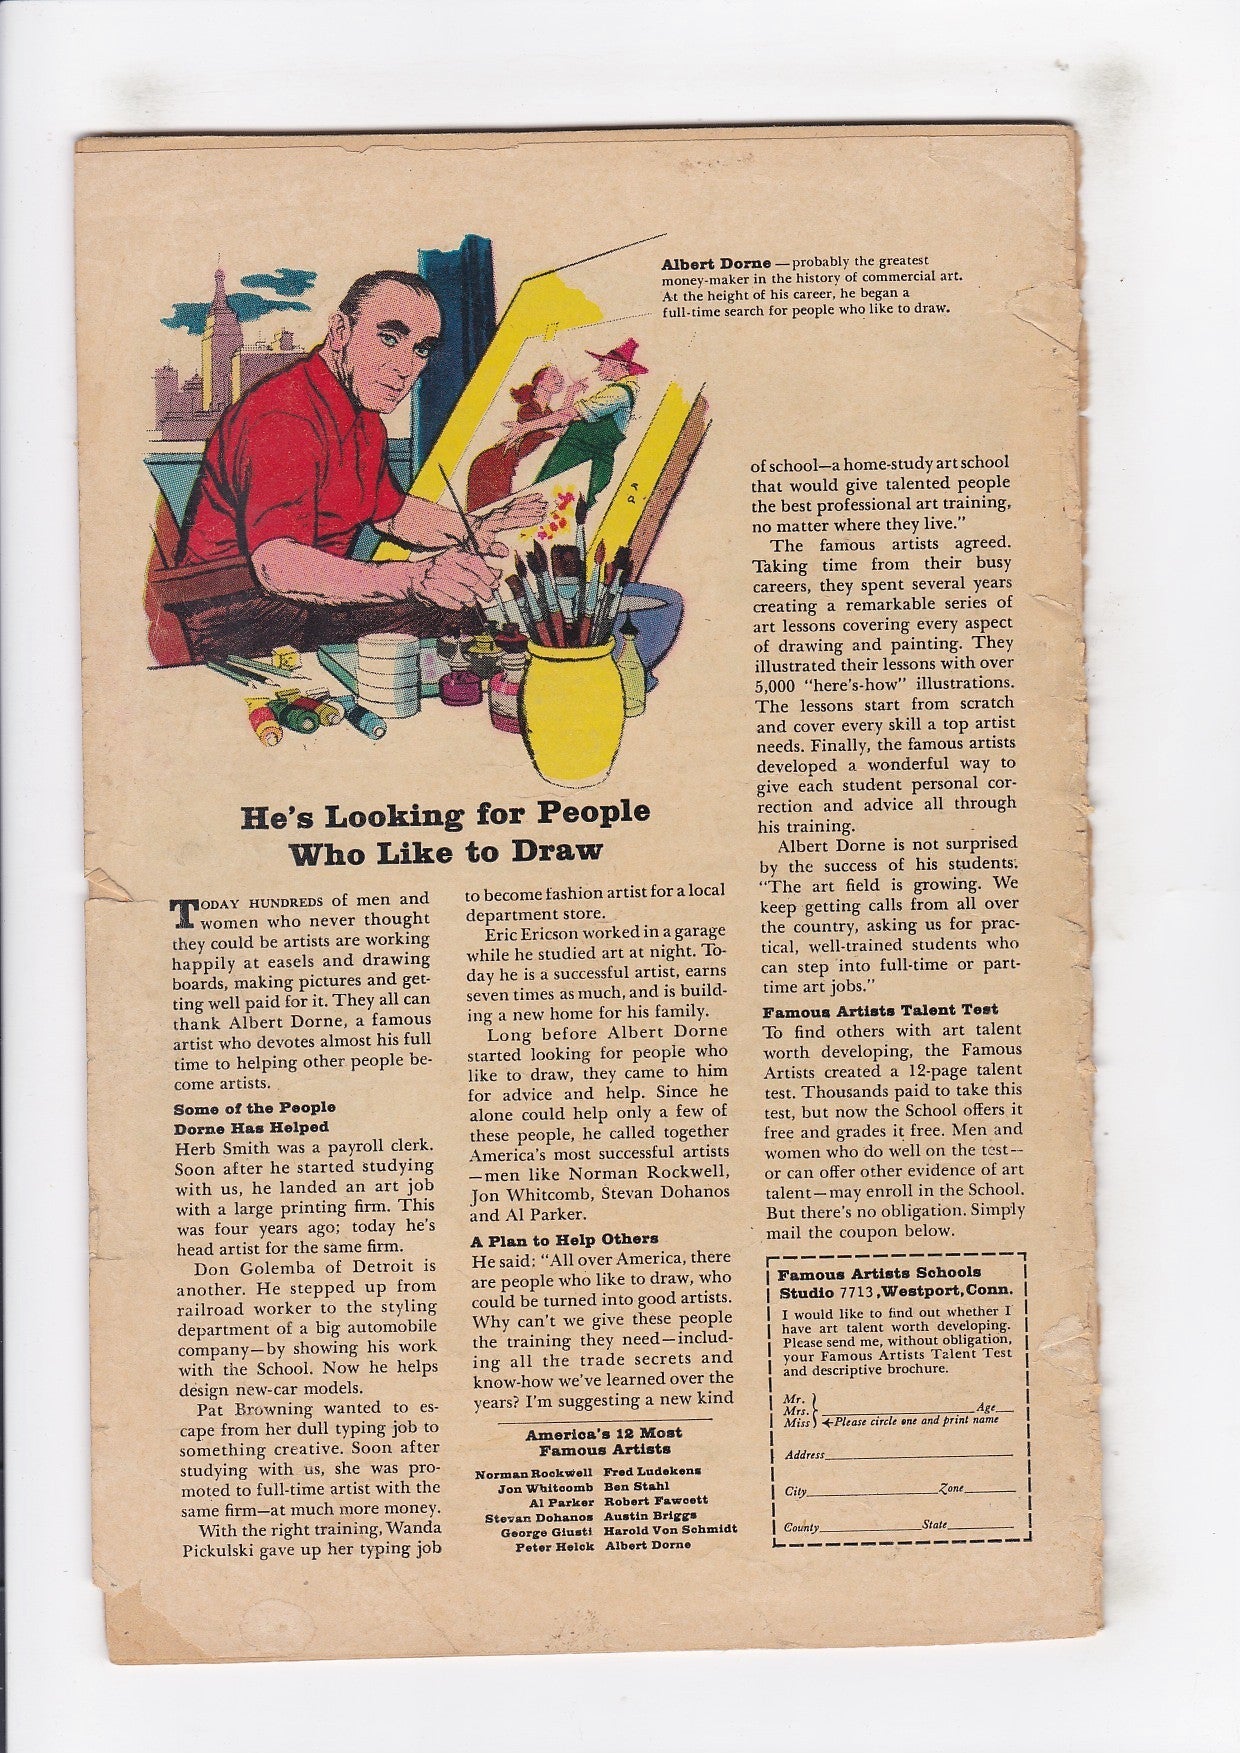 Albert Dorne—probably the greatest
money-maker in the history of commercial art.
At the height of his career, he began a
full-time search for people who like to draw.
He's Looking for People
Who Like to Draw
TODAY HUNDREDS of men and
women who never thought
they could be artists are working
happily at easels and drawing
boards, making pictures and get-
ting well paid for it. They all can
thank Albert Dorne, a famous
artist who devotes almost his full
time to helping other people be-
come artists.
Some of the People
Dorne Has Helped
Herb Smith was a payroll clerk.
Soon after he started studying
with us, he landed an art job
with a large printing firm. This
was four years ago; today he's
head artist for the same firm.
Don Golemba of Detroit is
another. He stepped up from
railroad worker to the styling
department of a big automobile
company—by showing his work
with the School. Now he helps
design new-car models.
Pat Browning wanted to es-
cape from her dull typing job to
something creative. Soon after
studying with us, she was pro-
moted to full-time artist with the
same firm—at much more money.
With the right training, Wanda
Pickulski gave up her typing job
to become fashion artist for a local
department store.
Eric Ericson worked in a garage
while he studied art at night. To-
day he is a successful artist, earns
seven times as much, and is build-
ing a new home for his family.
Long before Albert Dorne
started looking for people who
like to draw, they came to him
for advice and help. Since he
alone could help only a few of
these people, he called together
America's most successful artists
—men like Norman Rockwell,
Jon Whitcomb, Stevan Dohanos
and Al Parker.
A Plan to Help Others
He said: "All over America, there
are people who like to draw, who
could be turned into good artists.
Why can't we give these people
the training they need—includ-
ing all the trade secrets and
know-how we've learned over the
years? I'm suggesting a new kind
America's 12 Most
Famous Artists
Norman Rockwell Fred Ludekens
Jon Whitcomb Ben Stahl
Al Parker Robert Fawcett
Stevan Dohanos Austin Briggs
George Giusti Harold Von Schmidt
Peter Helck Albert Dorne
of school—a home-study art school
that would give talented people
the best professional art training,
no matter where they live."
The famous artists agreed.
Taking time from their busy
careers, they spent several years
creating a remarkable series of
art lessons covering every aspect
of drawing and painting. They
illustrated their lessons with over
5,000 "here's-how" illustrations.
The lessons start from scratch
and cover every skill a top artist
needs. Finally, the famous artists
developed a wonderful way to
give each student personal cor-
rection and advice all through
his training.
Albert Dorne is not surprised
by the success of his students.
"The art field is growing. We
keep getting calls from all over
the country, asking us for prac-
tical, well-trained students who
can step into full-time or part-
time art jobs."
Famous Artists Talent Test
To find others with art talent
worth developing, the Famous
Artists created a 12-page talent
test. Thousands paid to take this
test, but now the School offers it
free and grades it free. Men and
women who do well on the test—
or can offer other evidence of art
talent—may enroll in the School.
But there's no obligation. Simply
mail the coupon below.
Famous Artists Schools
Studio 7713, Westport, Conn.
I would like to find out whether I
have art talent worth developing.
Please send me, without obligation,
your Famous Artists Talent Test
and descriptive brochure.
Mr.
Mrs. Age
Miss Please circle one and print name
Address
City Zone
County State